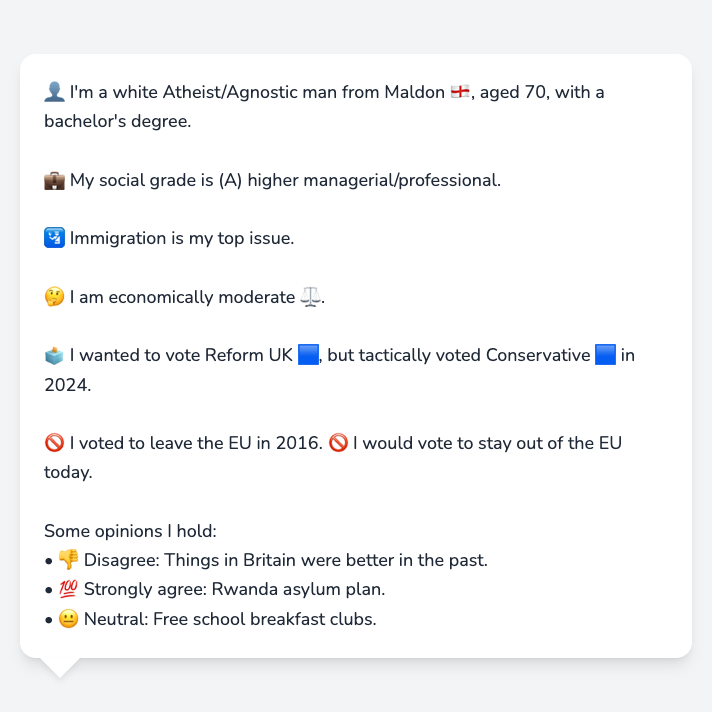 👤 I'm a white Atheist/Agnostic man from Maldon 🏴󠁧󠁢󠁥󠁮󠁧󠁿, aged 70, with a
bachelor's degree.
💼 My social grade is (A) higher managerial/professional.
🛂 Immigration is my top issue.
🤔 I am economically moderate ⚖️.
🗳️ I wanted to vote Reform UK 🟦, but tactically voted Conservative 🟦 in
2024.
🚫 I voted to leave the EU in 2016. 🚫 I would vote to stay out of the EU
today.
Some opinions I hold:
• 👎 Disagree: Things in Britain were better in the past.
• 💯 Strongly agree: Rwanda asylum plan.
• 😐 Neutral: Free school breakfast clubs.